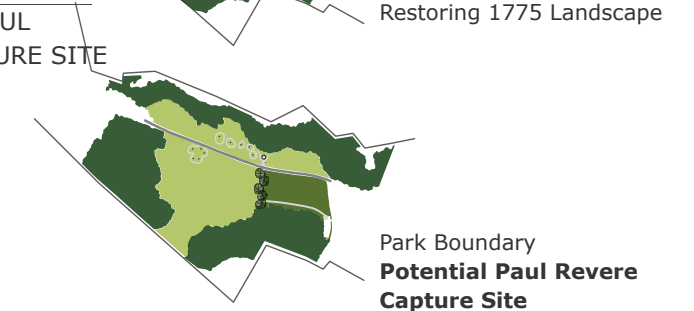 Restoring 1775 Landscape
UL
URE SITE
Park Boundary
Potential Paul Revere
Capture Site